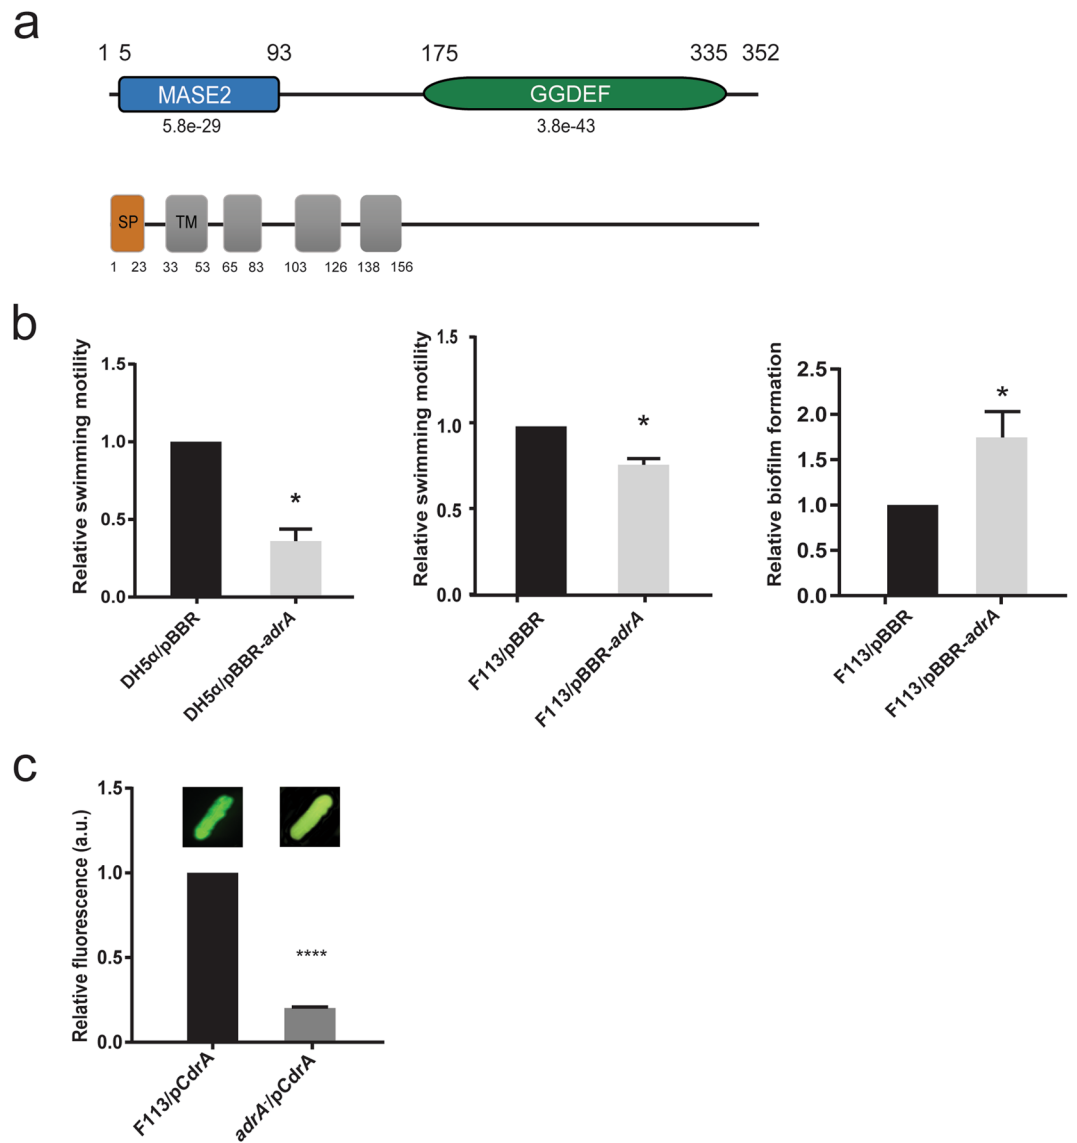 a
1 5 93 175 335 352
MASE2 GGDEF
5.8e-29 3.8e-43
SP TM
1 23 33 53 65 83 103 126 138 156
b
Relative swimming motility
1.5
1.0
0.5
0.0
DH5α/pBBR
DH5α/pBBR-adrA
*
Relative swimming motility
1.5
1.0
0.5
0.0
F113/pBBR
F113/pBBR-adrA
*
Relative biofilm formation
2.5
2.0
1.5
1.0
0.5
0.0
F113/pBBR
F113/pBBR-adrA
*
c
Relative fluorescence (a.u.)
1.5
1.0
0.5
0.0
****
F113/pCdrA
adrA-/pCdrA